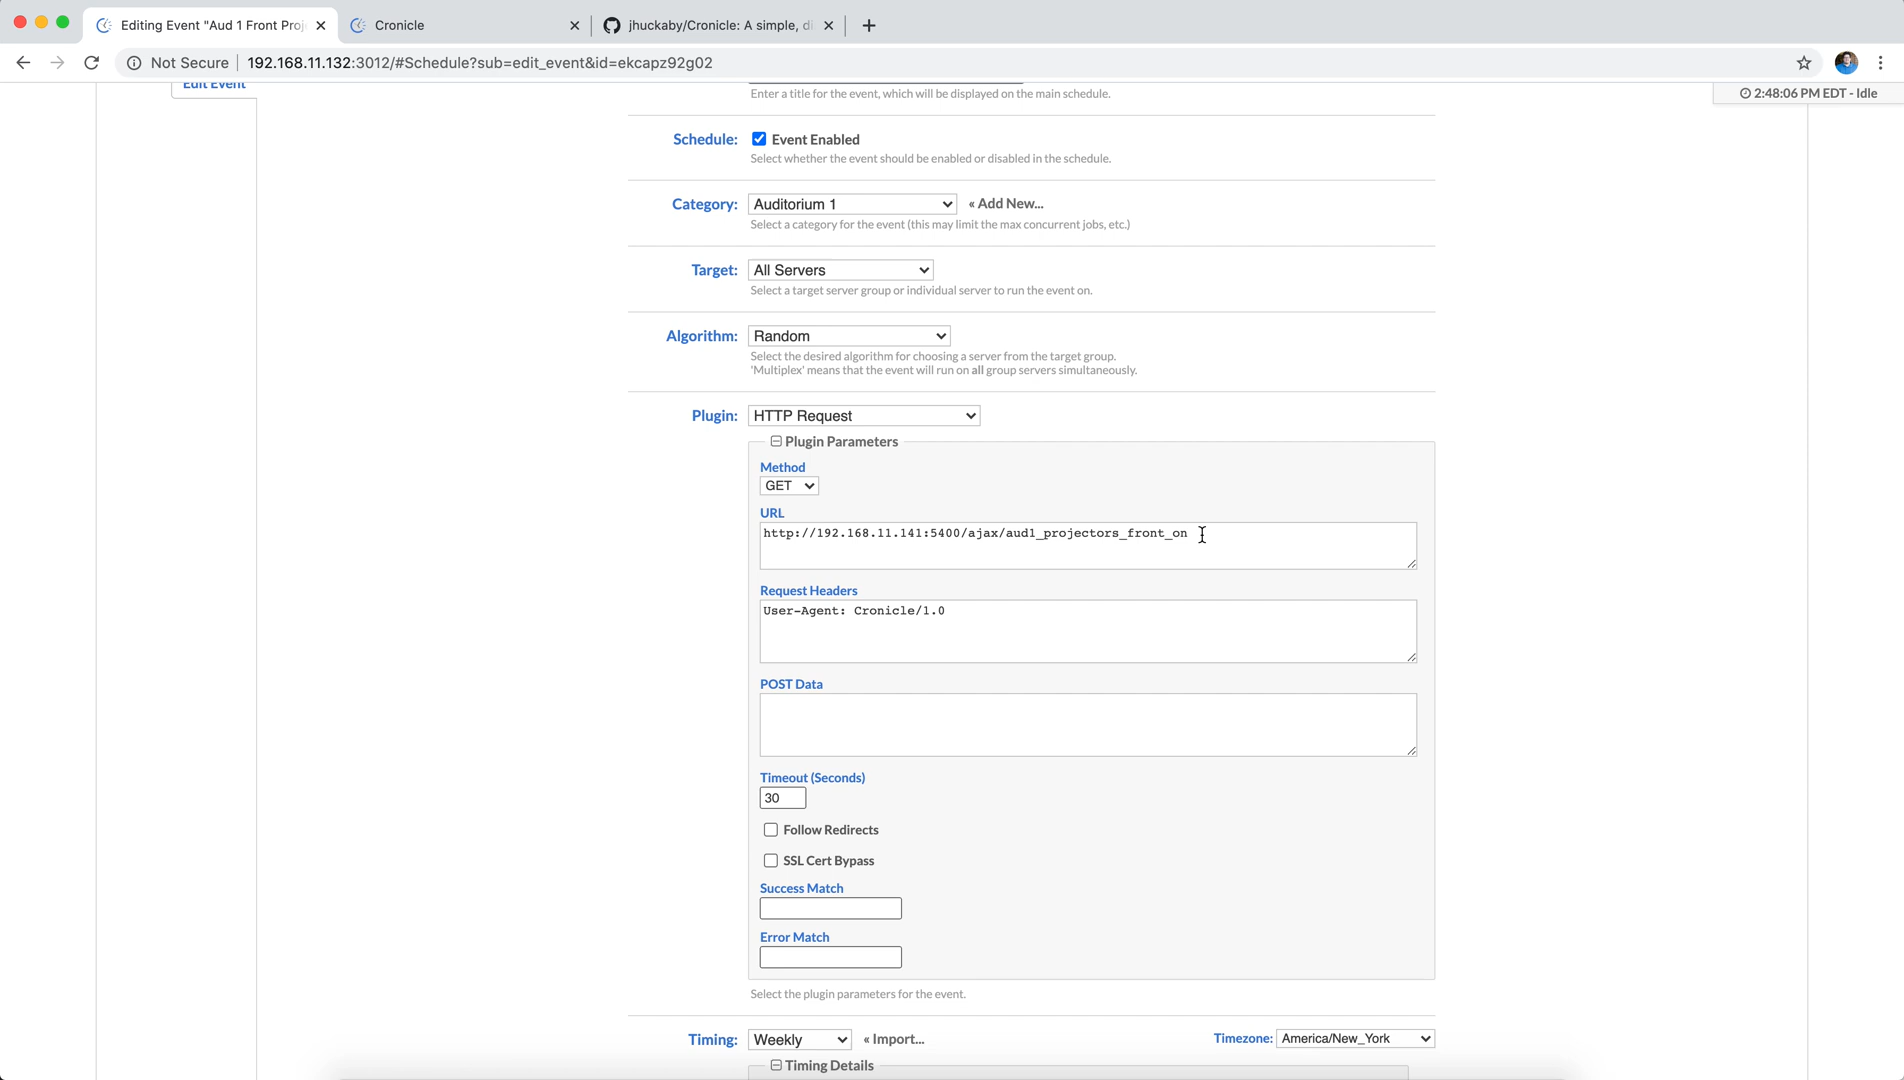 Editing Event "Aud 1 Front Proj
Cronicle
jhuckaby/Cronicle: A simple, di
Not Secure
192.168.11.132:3012/#Schedule?sub=edit_event&id=ekcapz92g02
Edit Event
Enter a title for the event, which will be displayed on the main schedule.
2:48:06 PM EDT - Idle
Schedule:
Event Enabled
Select whether the event should be enabled or disabled in the schedule.
Category:
Auditorium 1
« Add New...
Select a category for the event (this may limit the max concurrent jobs, etc.)
Target:
All Servers
Select a target server group or individual server to run the event on.
Algorithm:
Random
Select the desired algorithm for choosing a server from the target group.
'Multiplex' means that the event will run on all group servers simultaneously.
Plugin:
HTTP Request
Plugin Parameters
Method
GET
URL
http://192.168.11.141:5400/ajax/aud1_projectors_front_on
Request Headers
User-Agent: Cronicle/1.0
POST Data
Timeout (Seconds)
30
Follow Redirects
SSL Cert Bypass
Success Match
Error Match
Select the plugin parameters for the event.
Timing:
Weekly
« Import...
Timezone:
America/New_York
Timing Details